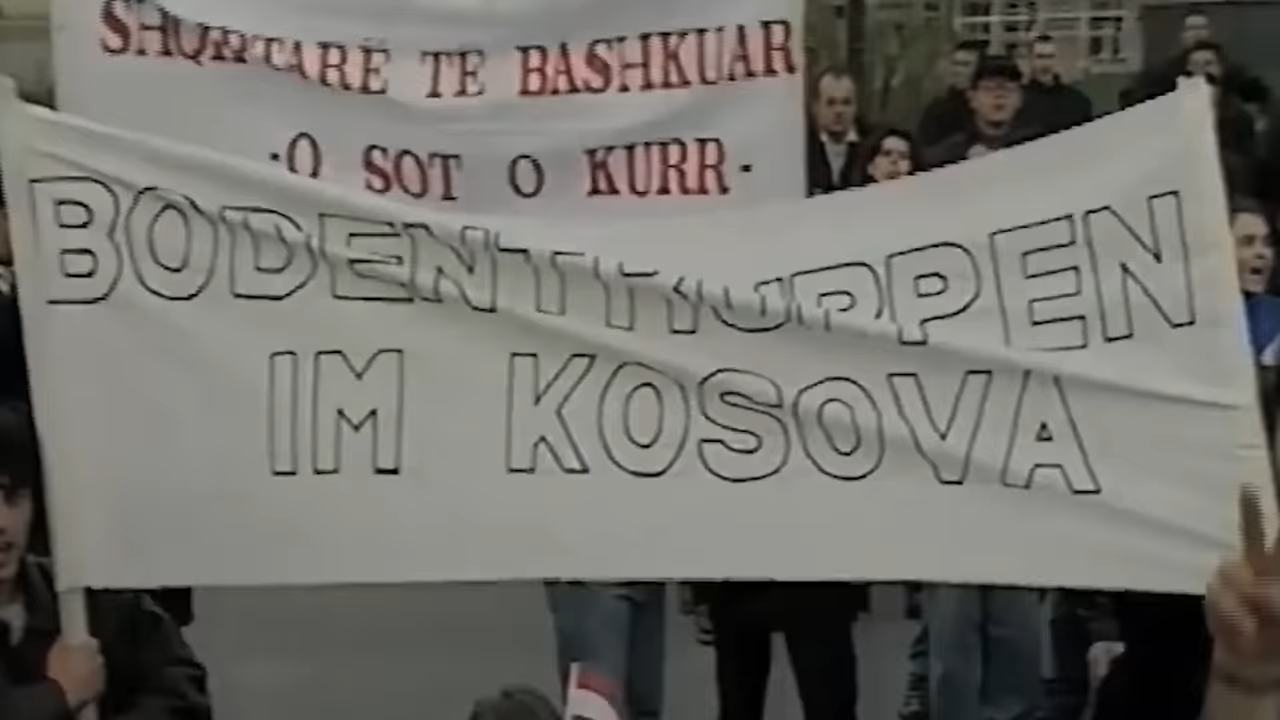 SHQIPTARË TE BASHKUAR
·O SOT O KURR·
BODENTRUPPEN
IM KOSOVA